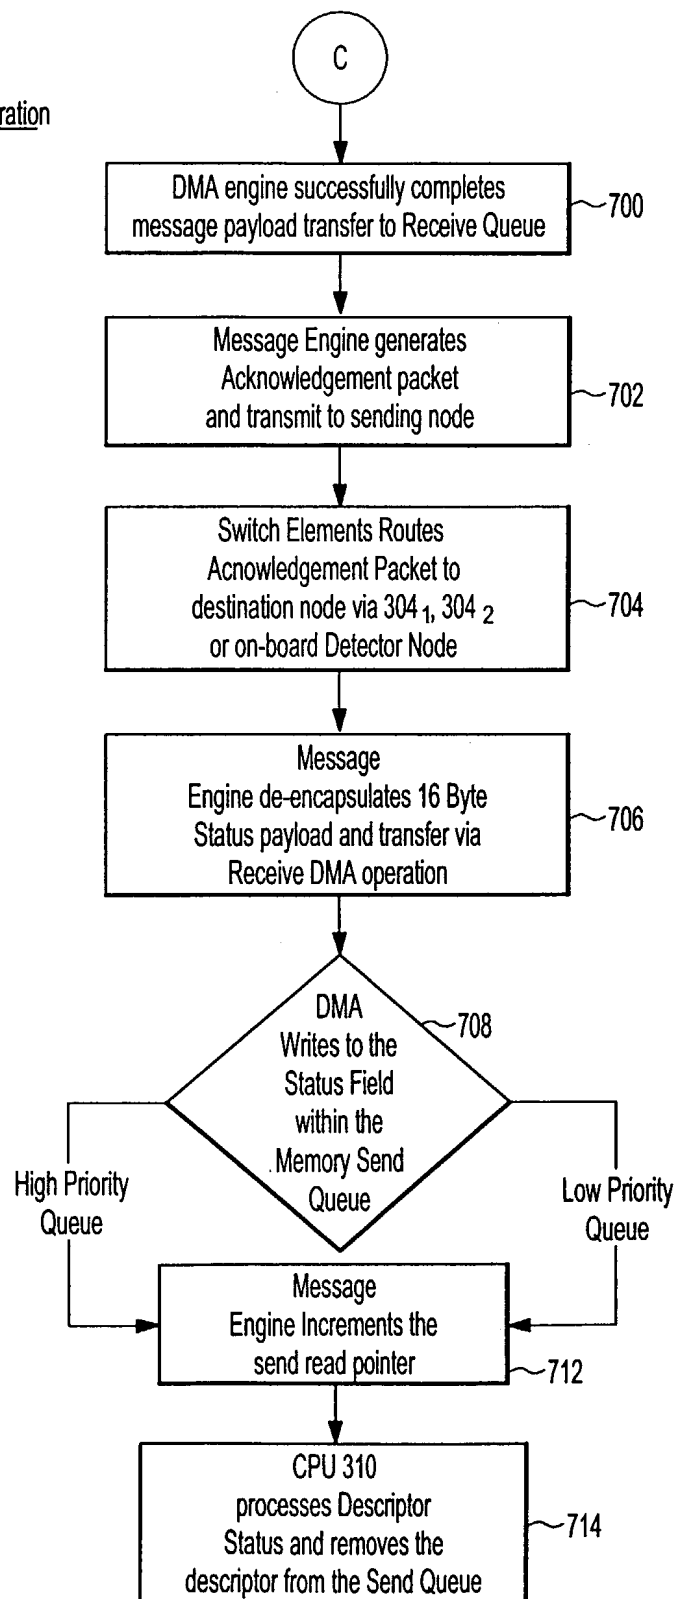 C
ration
DMA engine successfully completes
message payload transfer to Receive Queue
700
Message Engine generates
Acknowledgement packet
and transmit to sending node
702
Switch Elements Routes
Acnowledgement Packet to
destination node via 304 1, 304 2
or on-board Detector Node
704
Message
Engine de-encapsulates 16 Byte
Status payload and transfer via
Receive DMA operation
706
DMA
Writes to the
Status Field
within the
Memory Send
Queue
708
High Priority
Queue
Low Priority
Queue
Message
Engine Increments the
send read pointer
712
CPU 310
processes Descriptor
Status and removes the
descriptor from the Send Queue
714